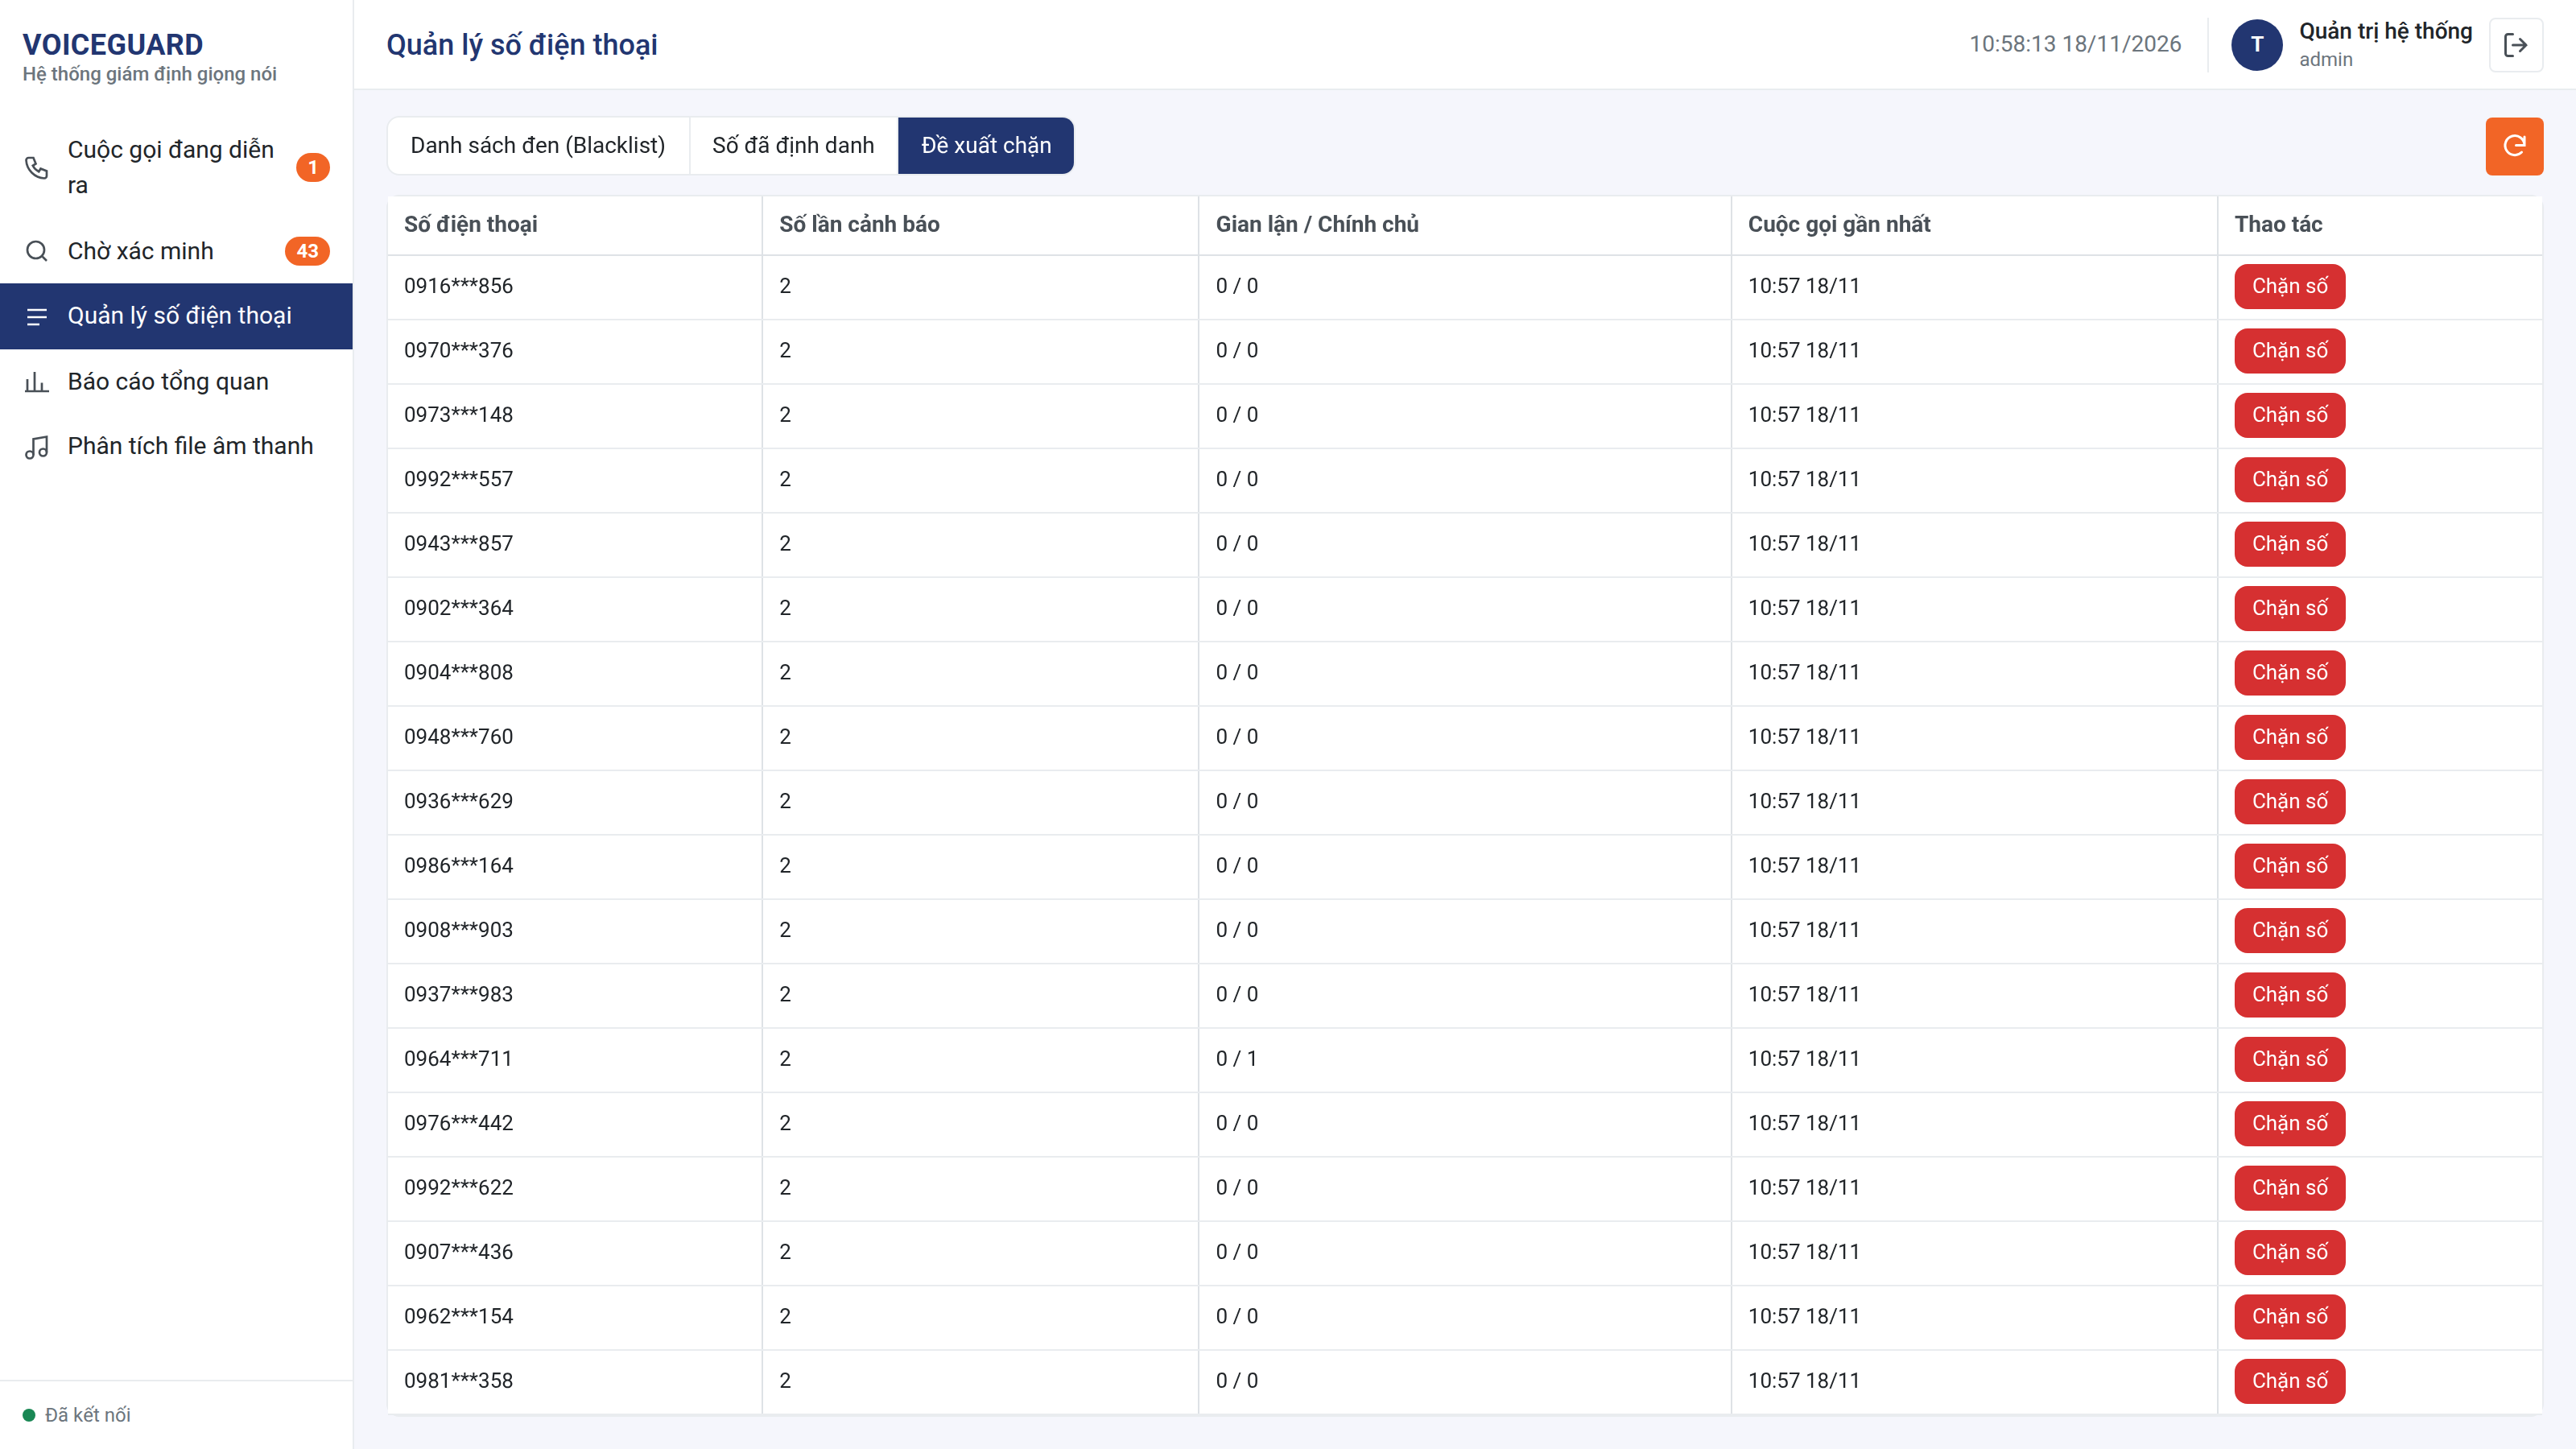 VOICEGUARD
Hệ thống giám định giọng nói
Cuộc gọi đang diễn ra 1
Chờ xác minh 43
Quản lý số điện thoại
Báo cáo tổng quan
Phân tích file âm thanh
Đã kết nối
Quản lý số điện thoại
10:58:13 18/11/2026
T
Quản trị hệ thống
admin
Danh sách đen (Blacklist) Số đã định danh Đề xuất chặn
Số điện thoại Số lần cảnh báo Gian lận / Chính chủ Cuộc gọi gần nhất Thao tác
0916***856 2 0 / 0 10:57 18/11 Chặn số
0970***376 2 0 / 0 10:57 18/11 Chặn số
0973***148 2 0 / 0 10:57 18/11 Chặn số
0992***557 2 0 / 0 10:57 18/11 Chặn số
0943***857 2 0 / 0 10:57 18/11 Chặn số
0902***364 2 0 / 0 10:57 18/11 Chặn số
0904***808 2 0 / 0 10:57 18/11 Chặn số
0948***760 2 0 / 0 10:57 18/11 Chặn số
0936***629 2 0 / 0 10:57 18/11 Chặn số
0986***164 2 0 / 0 10:57 18/11 Chặn số
0908***903 2 0 / 0 10:57 18/11 Chặn số
0937***983 2 0 / 0 10:57 18/11 Chặn số
0964***711 2 0 / 1 10:57 18/11 Chặn số
0976***442 2 0 / 0 10:57 18/11 Chặn số
0992***622 2 0 / 0 10:57 18/11 Chặn số
0907***436 2 0 / 0 10:57 18/11 Chặn số
0962***154 2 0 / 0 10:57 18/11 Chặn số
0981***358 2 0 / 0 10:57 18/11 Chặn số